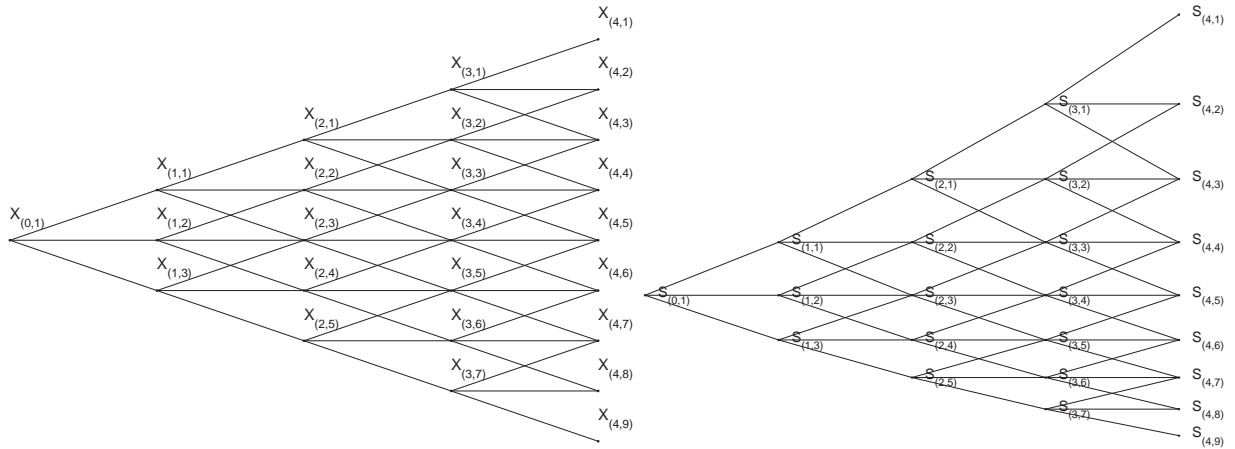 X(0,1)
X(1,1)
X(1,2)
X(1,3)
X(2,1)
X(2,2)
X(2,3)
X(2,4)
X(2,5)
X(3,1)
X(3,2)
X(3,3)
X(3,4)
X(3,5)
X(3,6)
X(3,7)
X(4,1)
X(4,2)
X(4,3)
X(4,4)
X(4,5)
X(4,6)
X(4,7)
X(4,8)
X(4,9)
S(0,1)
S(1,1)
S(1,2)
S(1,3)
S(2,1)
S(2,2)
S(2,3)
S(2,4)
S(2,5)
S(3,1)
S(3,2)
S(3,3)
S(3,4)
S(3,5)
S(3,6)
S(3,7)
S(4,1)
S(4,2)
S(4,3)
S(4,4)
S(4,5)
S(4,6)
S(4,7)
S(4,8)
S(4,9)